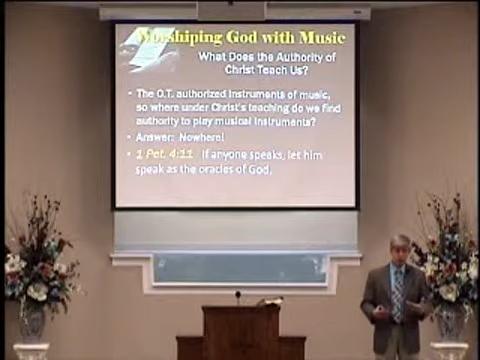 Worshiping God with Music
What Does the Authority of
Christ Teach Us?
• The O.T. authorized instruments of music,
so where under Christ's teaching do we find
authority to play musical instruments?
• Answer: Nowhere!
• 1 Pet. 4:11 If anyone speaks, let him
speak as the oracles of God,